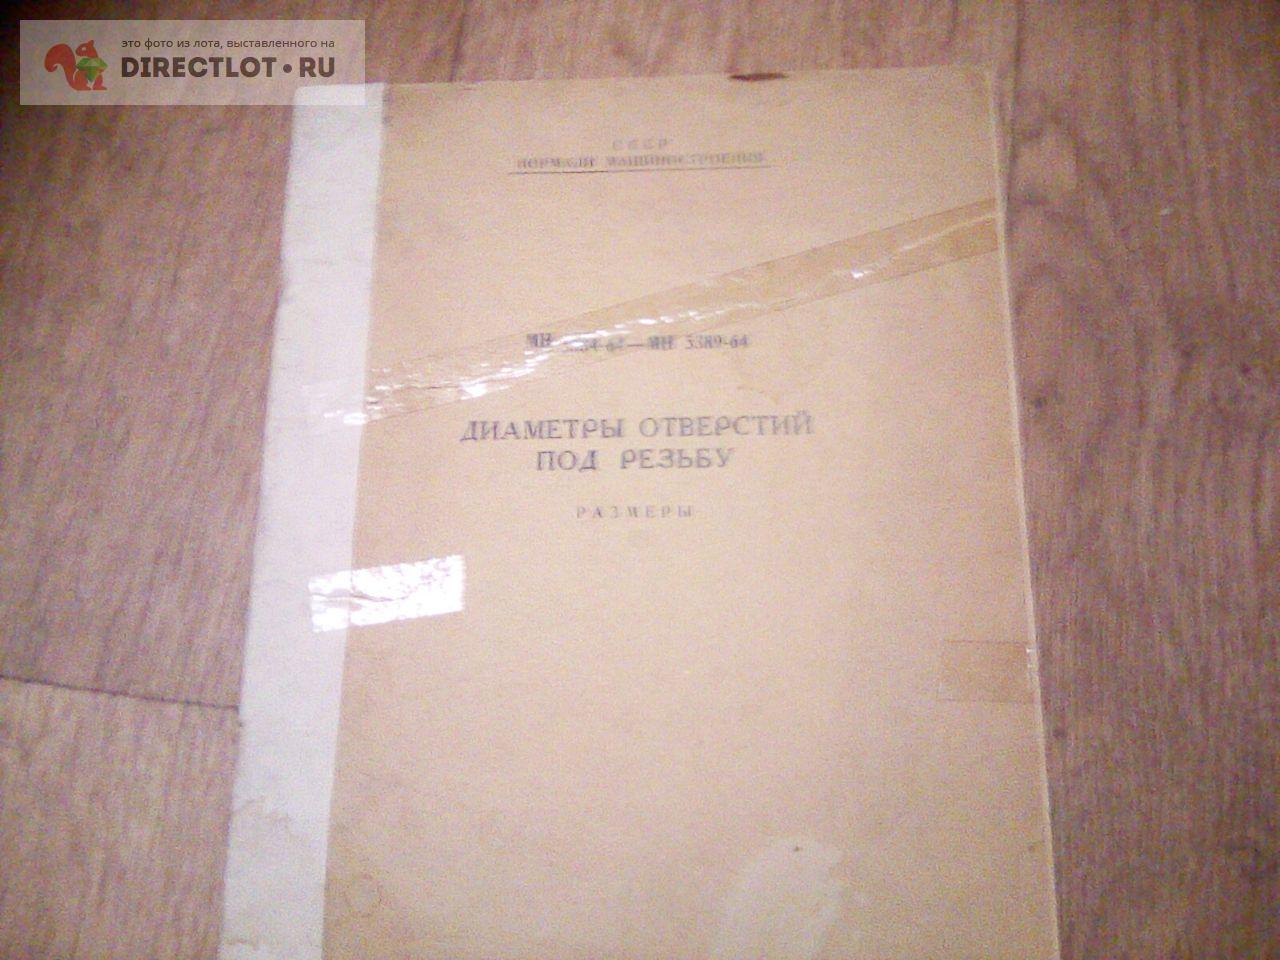 это фото из лота, выставленного на
DIRECTLOT•RU
СССР
НОРМАЛИ МАШИНОСТРОЕНИЯ
МН — МН 5389-64
ДИАМЕТРЫ ОТВЕРСТИЙ
ПОД РЕЗЬБУ
РАЗМЕРЫ